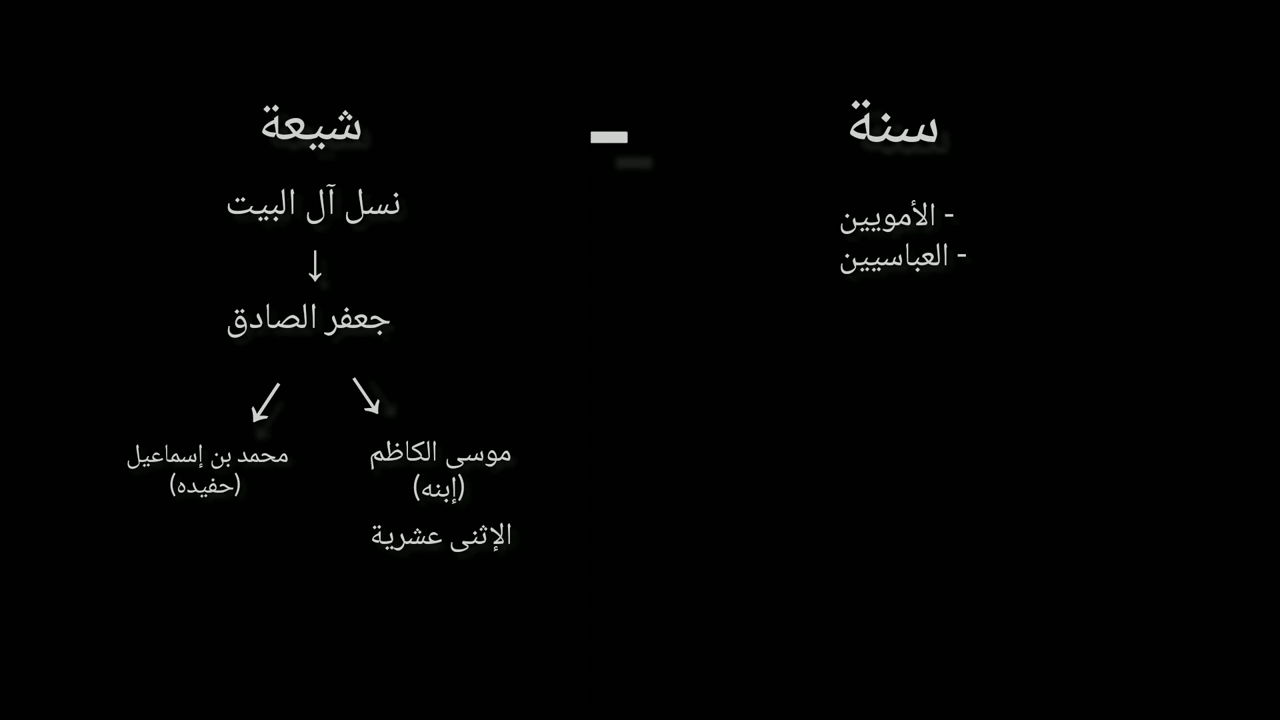 سنة
-
شيعة
- الأمويين
- العباسيين
نسل آل البيت
↓
جعفر الصادق
موسى الكاظم
(إبنه)
الإثنى عشرية
محمد بن إسماعيل
(حفيده)